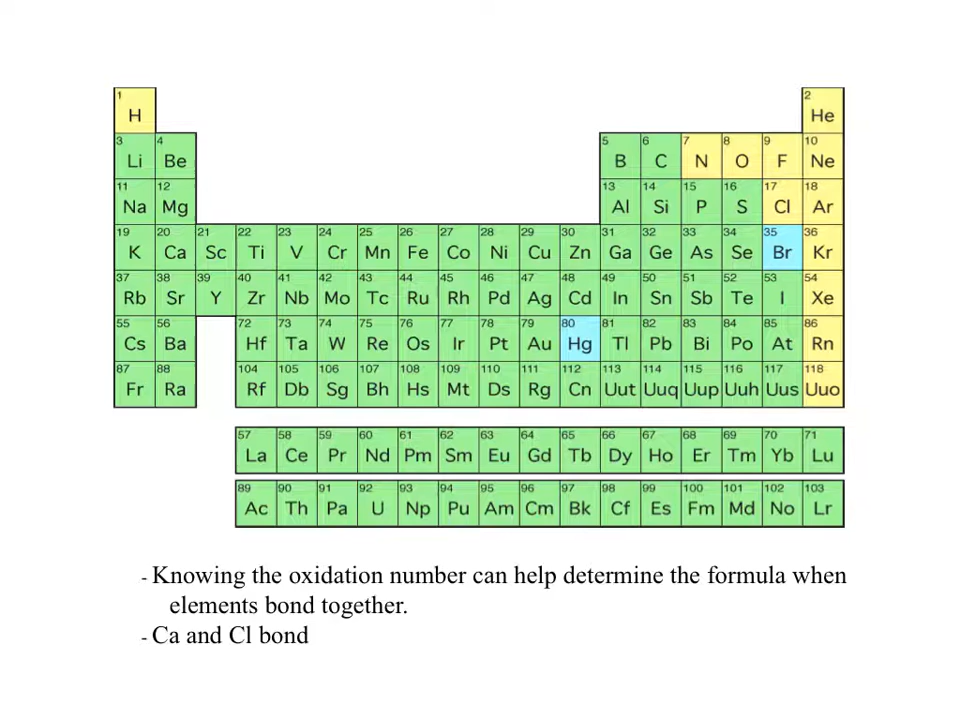 1 2
H He
3 4 5 6 7 8 9 10
Li Be B C N O F Ne
11 12 13 14 15 16 17 18
Na Mg Al Si P S Cl Ar
19 20 21 22 23 24 25 26 27 28 29 30 31 32 33 34 35 36
K Ca Sc Ti V Cr Mn Fe Co Ni Cu Zn Ga Ge As Se Br Kr
37 38 39 40 41 42 43 44 45 46 47 48 49 50 51 52 53 54
Rb Sr Y Zr Nb Mo Tc Ru Rh Pd Ag Cd In Sn Sb Te I Xe
55 56 72 73 74 75 76 77 78 79 80 81 82 83 84 85 86
Cs Ba Hf Ta W Re Os Ir Pt Au Hg Tl Pb Bi Po At Rn
87 88 104 105 106 107 108 109 110 111 112 113 114 115 116 117 118
Fr Ra Rf Db Sg Bh Hs Mt Ds Rg Cn Uut Uuq Uup Uuh Uus Uuo
57 58 59 60 61 62 63 64 65 66 67 68 69 70 71
La Ce Pr Nd Pm Sm Eu Gd Tb Dy Ho Er Tm Yb Lu
89 90 91 92 93 94 95 96 97 98 99 100 101 102 103
Ac Th Pa U Np Pu Am Cm Bk Cf Es Fm Md No Lr
- Knowing the oxidation number can help determine the formula when
elements bond together.
- Ca and Cl bond